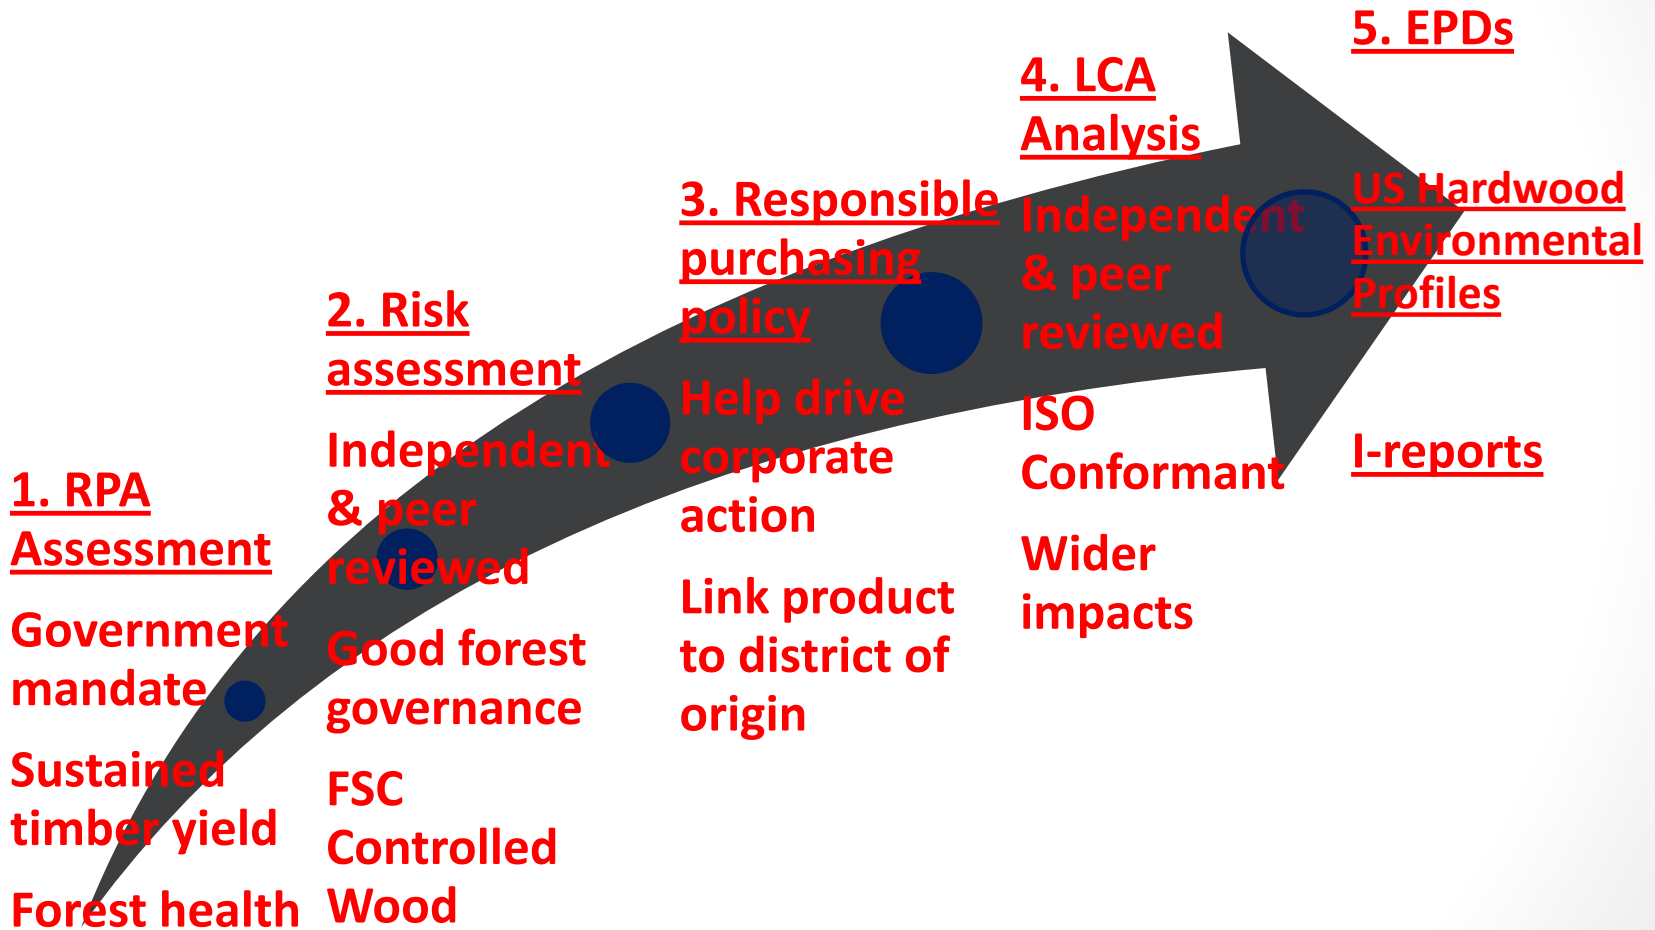 1. RPA
Assessment
Government
mandate
Sustained
timber yield
Forest health
2. Risk
assessment
Independent
& peer
reviewed
Good forest
governance
FSC
Controlled
Wood
3. Responsible
purchasing
policy
Help drive
corporate
action
Link product
to district of
origin
4. LCA
Analysis
Independent
& peer
reviewed
ISO
Conformant
Wider
impacts
5. EPDs
US Hardwood
Environmental
Profiles
I-reports